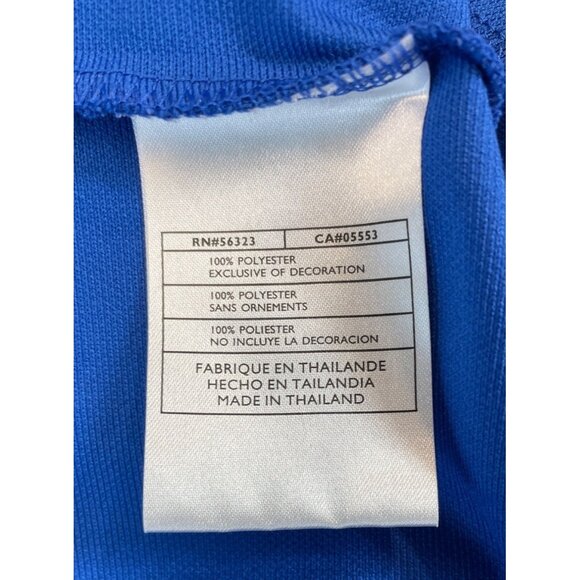 RN#56323 CA#05553
100% POLYESTER
EXCLUSIVE OF DECORATION
100% POLYESTER
SANS ORNEMENTS
100% POLIESTER
NO INCLUYE LA DECORACION
FABRIQUE EN THAILANDE
HECHO EN TAILANDIA
MADE IN THAILAND